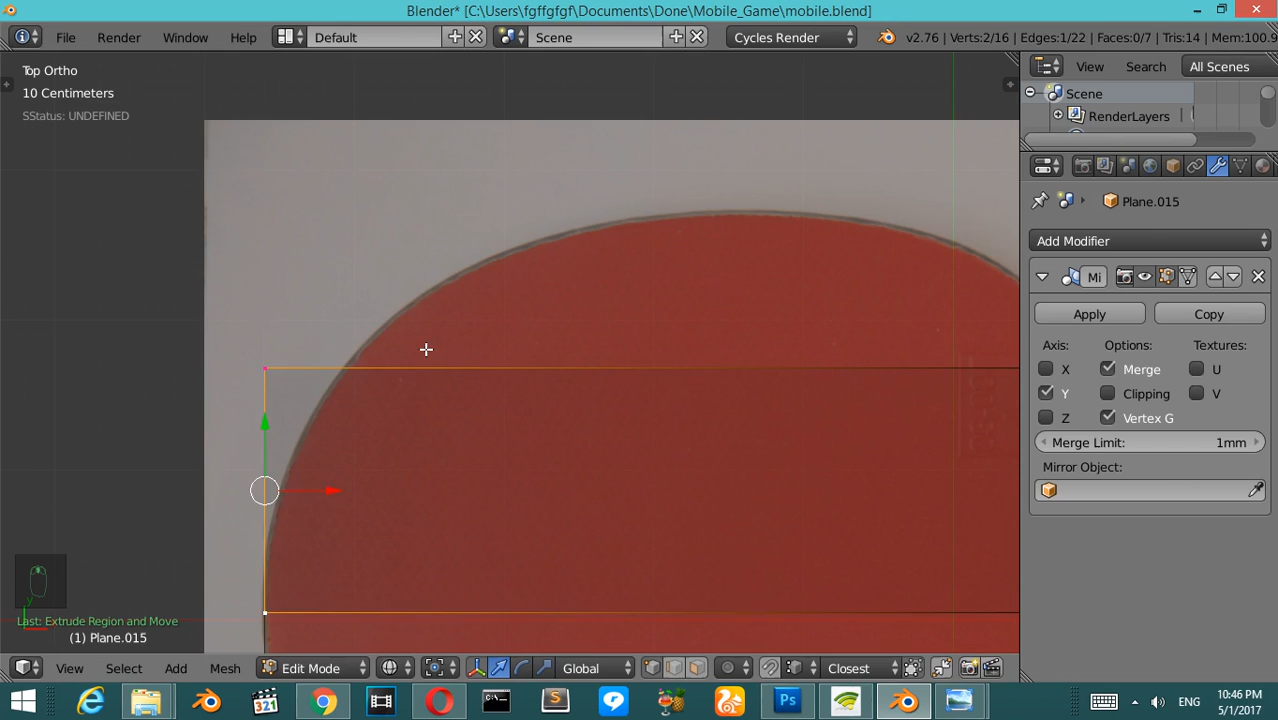 Blender* [C:\Users\fgffgfgf\Documents\Done\Mobile_Game\mobile.blend]
File Render Window Help Default Scene Cycles Render v2.76 | Verts:2/16 | Edges:1/22 | Faces:0/7 | Tris:14 | Mem:100.9
Top Ortho
10 Centimeters
SStatus: UNDEFINED
View Search All Scenes
Scene
RenderLayers
Plane.015
Add Modifier
Mi
Apply Copy
Axis: Options: Textures:
X Merge U
Y Clipping V
Z Vertex G
Merge Limit: 1mm
Mirror Object:
Last: Extrude Region and Move
(1) Plane.015
View Select Add Mesh Edit Mode Global Closest
321
Ps
ENG
10:46 PM
5/1/2017